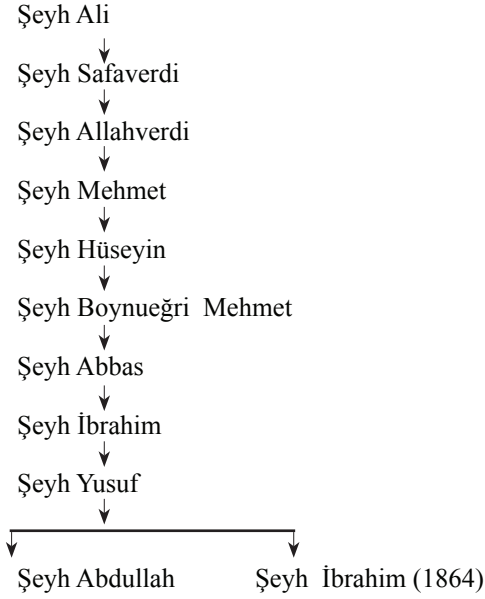 Şeyh Ali
Şeyh Safaverdi
Şeyh Allahverdi
Şeyh Mehmet
Şeyh Hüseyin
Şeyh Boynueğri Mehmet
Şeyh Abbas
Şeyh İbrahim
Şeyh Yusuf
Şeyh Abdullah Şeyh İbrahim (1864)